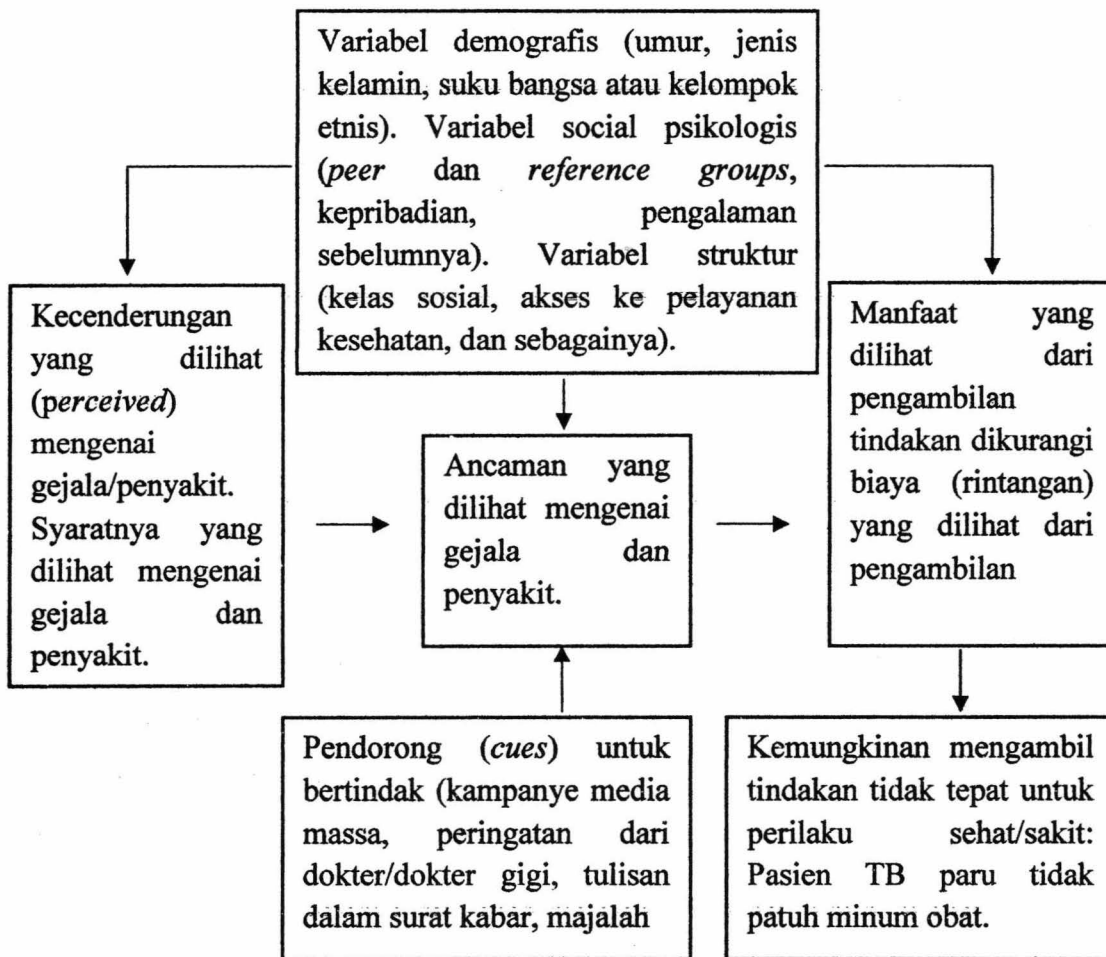 Variabel demografis (umur, jenis
kelamin, suku bangsa atau kelompok
etnis). Variabel social psikologis
(peer dan reference groups,
kepribadian, pengalaman
sebelumnya). Variabel struktur
(kelas sosial, akses ke pelayanan
kesehatan, dan sebagainya).
Kecenderungan
yang dilihat
(perceived)
mengenai
gejala/penyakit.
Syaratnya yang
dilihat mengenai
gejala dan
penyakit.
Ancaman yang
dilihat mengenai
gejala dan
penyakit.
Manfaat yang
dilihat dari
pengambilan
tindakan dikurangi
biaya (rintangan)
yang dilihat dari
pengambilan
Pendorong (cues) untuk
bertindak (kampanye media
massa, peringatan dari
dokter/dokter gigi, tulisan
dalam surat kabar, majalah
Kemungkinan mengambil
tindakan tidak tepat untuk
perilaku sehat/sakit:
Pasien TB paru tidak
patuh minum obat.